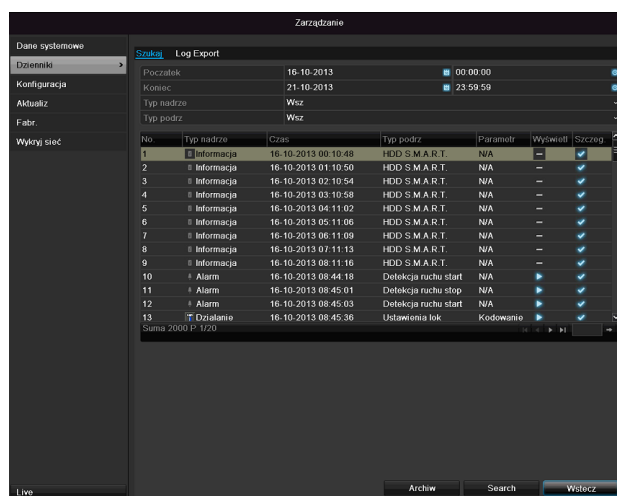 Zarządzanie
Dane systemowe
Dzienniki
Konfiguracja
Aktualiz
Fabr.
Wykryj sieć
Live
Szukaj Log Export
Początek 16-10-2013 00:00:00
Koniec 21-10-2013 23:59:59
Typ nadrze Wsz
Typ podrz Wsz
No. Typ nadrze Czas Typ podrz Parametr Wyświetl Szczeg.
1 Informacja 16-10-2013 00:10:48 HDD S.M.A.R.T. N/A
2 Informacja 16-10-2013 01:10:50 HDD S.M.A.R.T. N/A
3 Informacja 16-10-2013 02:10:54 HDD S.M.A.R.T. N/A
4 Informacja 16-10-2013 03:10:58 HDD S.M.A.R.T. N/A
5 Informacja 16-10-2013 04:11:02 HDD S.M.A.R.T. N/A
6 Informacja 16-10-2013 05:11:06 HDD S.M.A.R.T. N/A
7 Informacja 16-10-2013 06:11:09 HDD S.M.A.R.T. N/A
8 Informacja 16-10-2013 07:11:13 HDD S.M.A.R.T. N/A
9 Informacja 16-10-2013 08:11:16 HDD S.M.A.R.T. N/A
10 Alarm 16-10-2013 08:44:18 Detekcja ruchu start N/A
11 Alarm 16-10-2013 08:45:01 Detekcja ruchu stop N/A
12 Alarm 16-10-2013 08:45:03 Detekcja ruchu start N/A
13 Działanie 16-10-2013 08:45:36 Ustawienia lok Kodowanie
Suma 2000 P 1/20
Archiw Search Wstecz